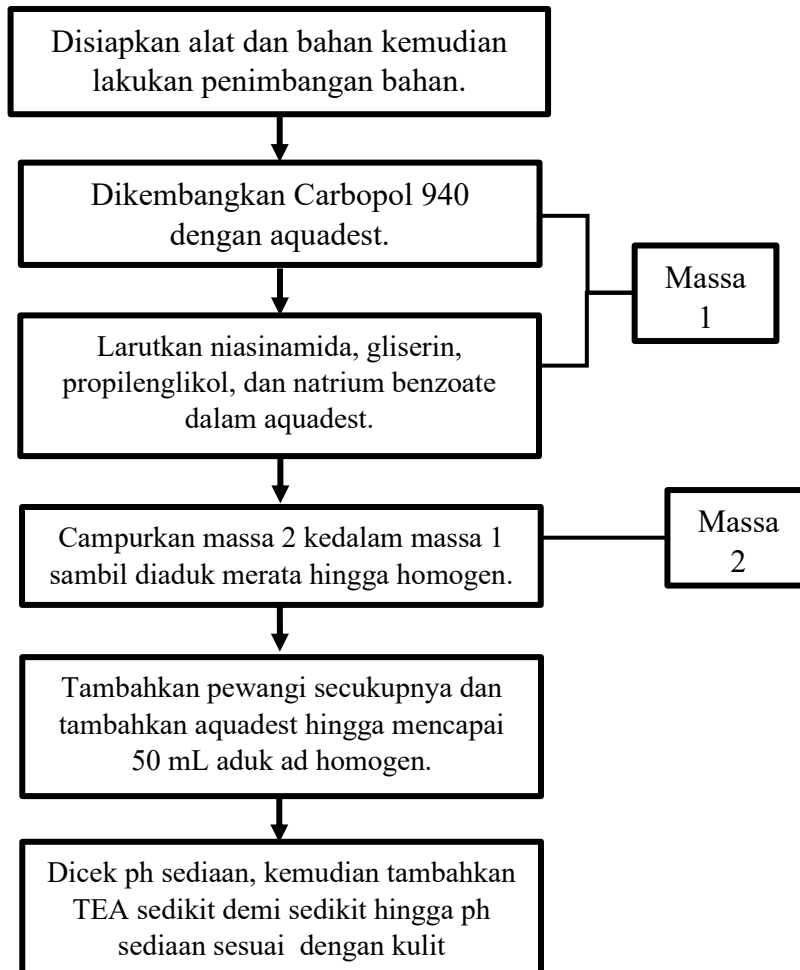 Disiapkan alat dan bahan kemudian
lakukan penimbangan bahan.
Dikembangkan Carbopol 940
dengan aquadest.
Massa
1
Larutkan niasinamida, gliserin,
propilenglikol, dan natrium benzoate
dalam aquadest.
Campurkan massa 2 kedalam massa 1
sambil diaduk merata hingga homogen.
Massa
2
Tambahkan pewangi secukupnya dan
tambahkan aquadest hingga mencapai
50 mL aduk ad homogen.
Dicek ph sediaan, kemudian tambahkan
TEA sedikit demi sedikit hingga ph
sediaan sesuai dengan kulit